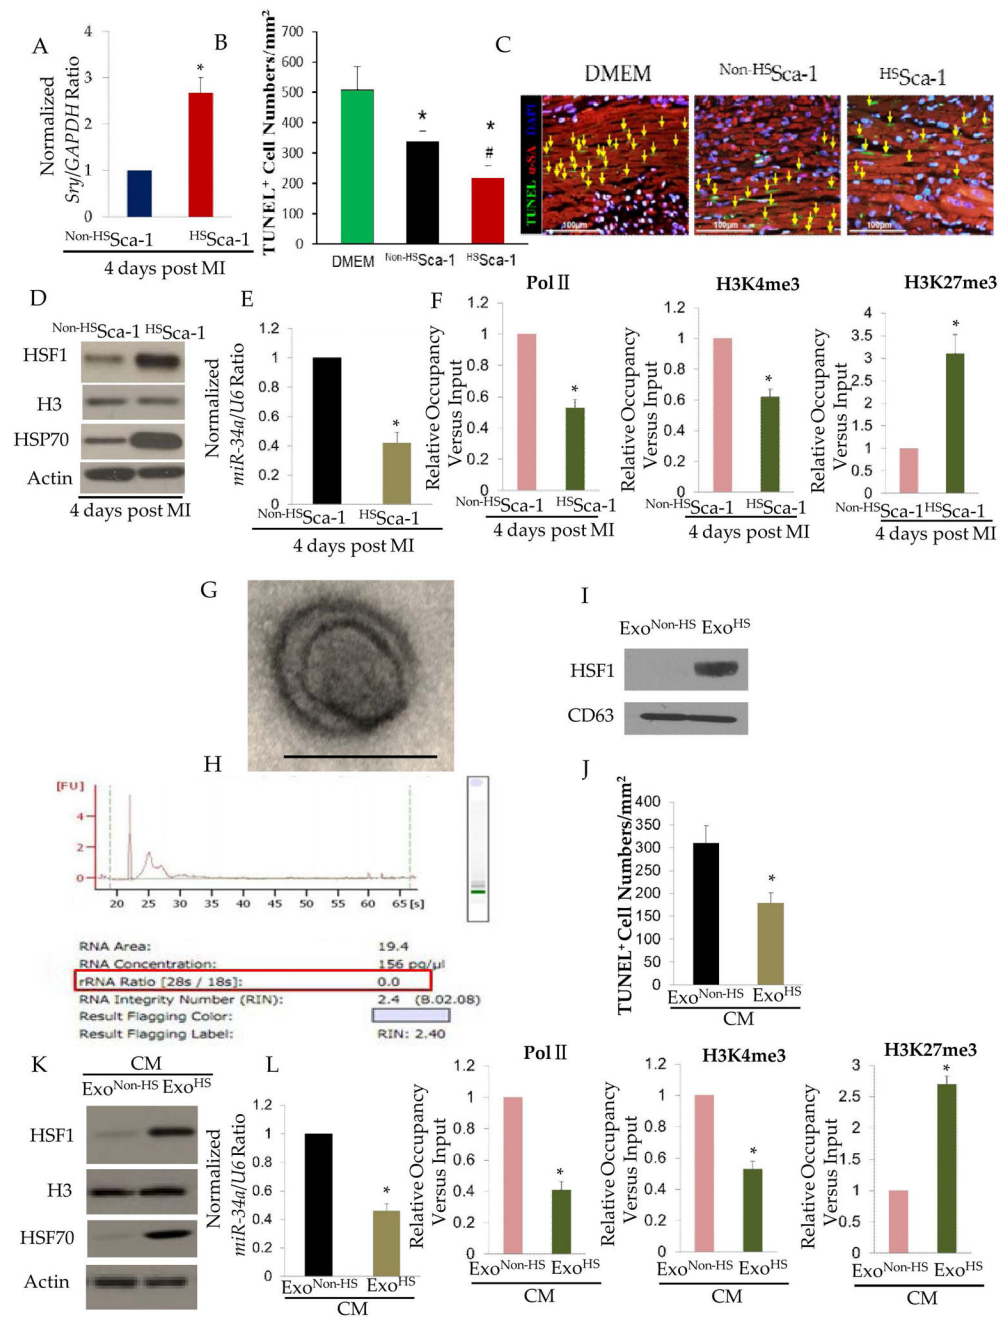 A
Normalized
Sry/GAPDH Ratio
4
3
2
1
0
*
Non-HSSca-1
HSSca-1
4 days post MI
B
TUNEL+ Cell Numbers/mm2
700
600
500
400
300
200
100
0
*
*
#
DMEM
Non-HSSca-1
HSSca-1
C
DMEM
Non-HSSca-1
HSSca-1
TUNEL α-SA DAPI
100μm
100μm
100μm
D
Non-HSSca-1
HSSca-1
HSF1
H3
HSP70
Actin
4 days post MI
E
Normalized
miR-34a/U6 Ratio
1.2
1
0.8
0.6
0.4
0.2
0
*
Non-HSSca-1
HSSca-1
4 days post MI
F
Pol II
Relative Occupancy
Versus Input
1.2
1
0.8
0.6
0.4
0.2
0
*
Non-HSSca-1
HSSca-1
4 days post MI
H3K4me3
Relative Occupancy
Versus Input
1.2
1
0.8
0.6
0.4
0.2
0
*
Non-HSSca-1
HSSca-1
4 days post MI
H3K27me3
Relative Occupancy
Versus Input
4
3.5
3
2.5
2
1.5
1
0.5
0
*
Non-HSSca-1
HSSca-1
4 days post MI
G
H
[FU]
4
2
0
20 25 30 35 40 45 50 55 60 65 [s]
RNA Area: 19.4
RNA Concentration: 156 pg/μl
rRNA Ratio [28s / 18s]: 0.0
RNA Integrity Number (RIN): 2.4 (B.02.08)
Result Flagging Color:
Result Flagging Label: RIN: 2.40
I
ExoNon-HS ExoHS
HSF1
CD63
J
TUNEL+ Cell Numbers/mm2
400
350
300
250
200
150
100
50
0
*
ExoNon-HS ExoHS
CM
K
CM
ExoNon-HS ExoHS
HSF1
H3
HSF70
Actin
L
Normalized
miR-34a/U6 Ratio
1.2
1
0.8
0.6
0.4
0.2
0
*
ExoNon-HS ExoHS
CM
Pol II
Relative Occupancy
Versus Input
1.2
1
0.8
0.6
0.4
0.2
0
*
ExoNon-HS ExoHS
CM
H3K4me3
Relative Occupancy
Versus Input
1.2
1
0.8
0.6
0.4
0.2
0
*
ExoNon-HS ExoHS
CM
H3K27me3
Relative Occupancy
Versus Input
3
2.5
2
1.5
1
0.5
0
*
ExoNon-HS ExoHS
CM